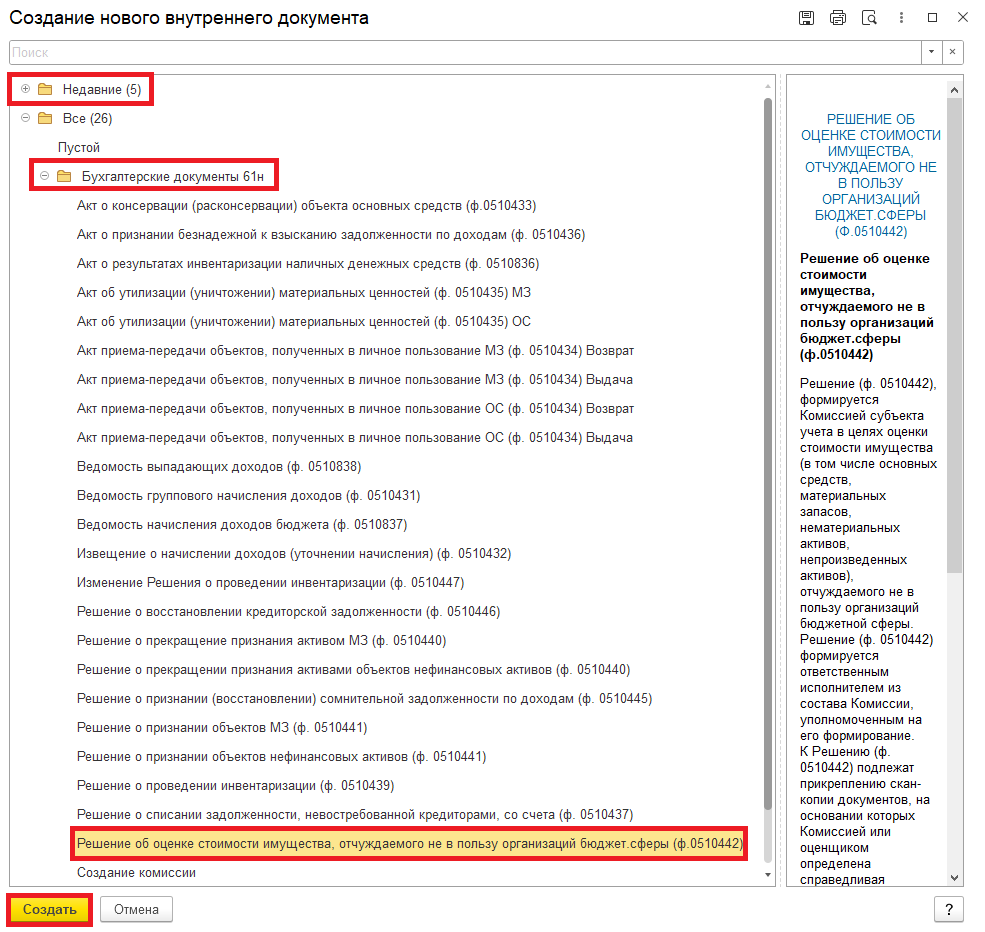 Создание нового внутреннего документа
Поиск
Недавние (5)
Все (26)
Пустой
Бухгалтерские документы 61н
Акт о консервации (расконсервации) объекта основных средств (ф.0510433)
Акт о признании безнадежной к взысканию задолженности по доходам (ф. 0510436)
Акт о результатах инвентаризации наличных денежных средств (ф. 0510836)
Акт об утилизации (уничтожении) материальных ценностей (ф. 0510435) МЗ
Акт об утилизации (уничтожении) материальных ценностей (ф. 0510435) ОС
Акт приема-передачи объектов, полученных в личное пользование МЗ (ф. 0510434) Возврат
Акт приема-передачи объектов, полученных в личное пользование МЗ (ф. 0510434) Выдача
Акт приема-передачи объектов, полученных в личное пользование ОС (ф. 0510434) Возврат
Акт приема-передачи объектов, полученных в личное пользование ОС (ф. 0510434) Выдача
Ведомость выпадающих доходов (ф. 0510838)
Ведомость группового начисления доходов (ф. 0510431)
Ведомость начисления доходов бюджета (ф. 0510837)
Извещение о начислении доходов (уточнении начисления) (ф. 0510432)
Изменение Решения о проведении инвентаризации (ф. 0510447)
Решение о восстановлении кредиторской задолженности (ф. 0510446)
Решение о прекращение признания активом МЗ (ф. 0510440)
Решение о прекращении признания активами объектов нефинансовых активов (ф. 0510440)
Решение о признании (восстановлении) сомнительной задолженности по доходам (ф. 0510445)
Решение о признании объектов МЗ (ф. 0510441)
Решение о признании объектов нефинансовых активов (ф. 0510441)
Решение о проведении инвентаризации (ф. 0510439)
Решение о списании задолженности, невостребованной кредиторами, со счета (ф. 0510437)
Решение об оценке стоимости имущества, отчуждаемого не в пользу организаций бюджет.сферы (ф.0510442)
Создание комиссии
РЕШЕНИЕ ОБ
ОЦЕНКЕ СТОИМОСТИ
ИМУЩЕСТВА,
ОТЧУЖДАЕМОГО НЕ
В ПОЛЬЗУ
ОРГАНИЗАЦИЙ
БЮДЖЕТ.СФЕРЫ
(Ф.0510442)
Решение об оценке
стоимости
имущества,
отчуждаемого не в
пользу организаций
бюджет.сферы
(ф.0510442)
Решение (ф. 0510442),
формируется
Комиссией субъекта
учета в целях оценки
стоимости имущества
(в том числе основных
средств,
материальных
запасов,
нематериальных
активов,
непроизведенных
активов),
отчуждаемого не в
пользу организаций
бюджетной сферы.
Решение (ф. 0510442)
формируется
ответственным
исполнителем из
состава Комиссии,
уполномоченным на
его формирование.
К Решению (ф.
0510442) подлежат
прикреплению скан-
копии документов, на
основании которых
Комиссией или
оценщиком
определена
справедливая
Создать
Отмена
?